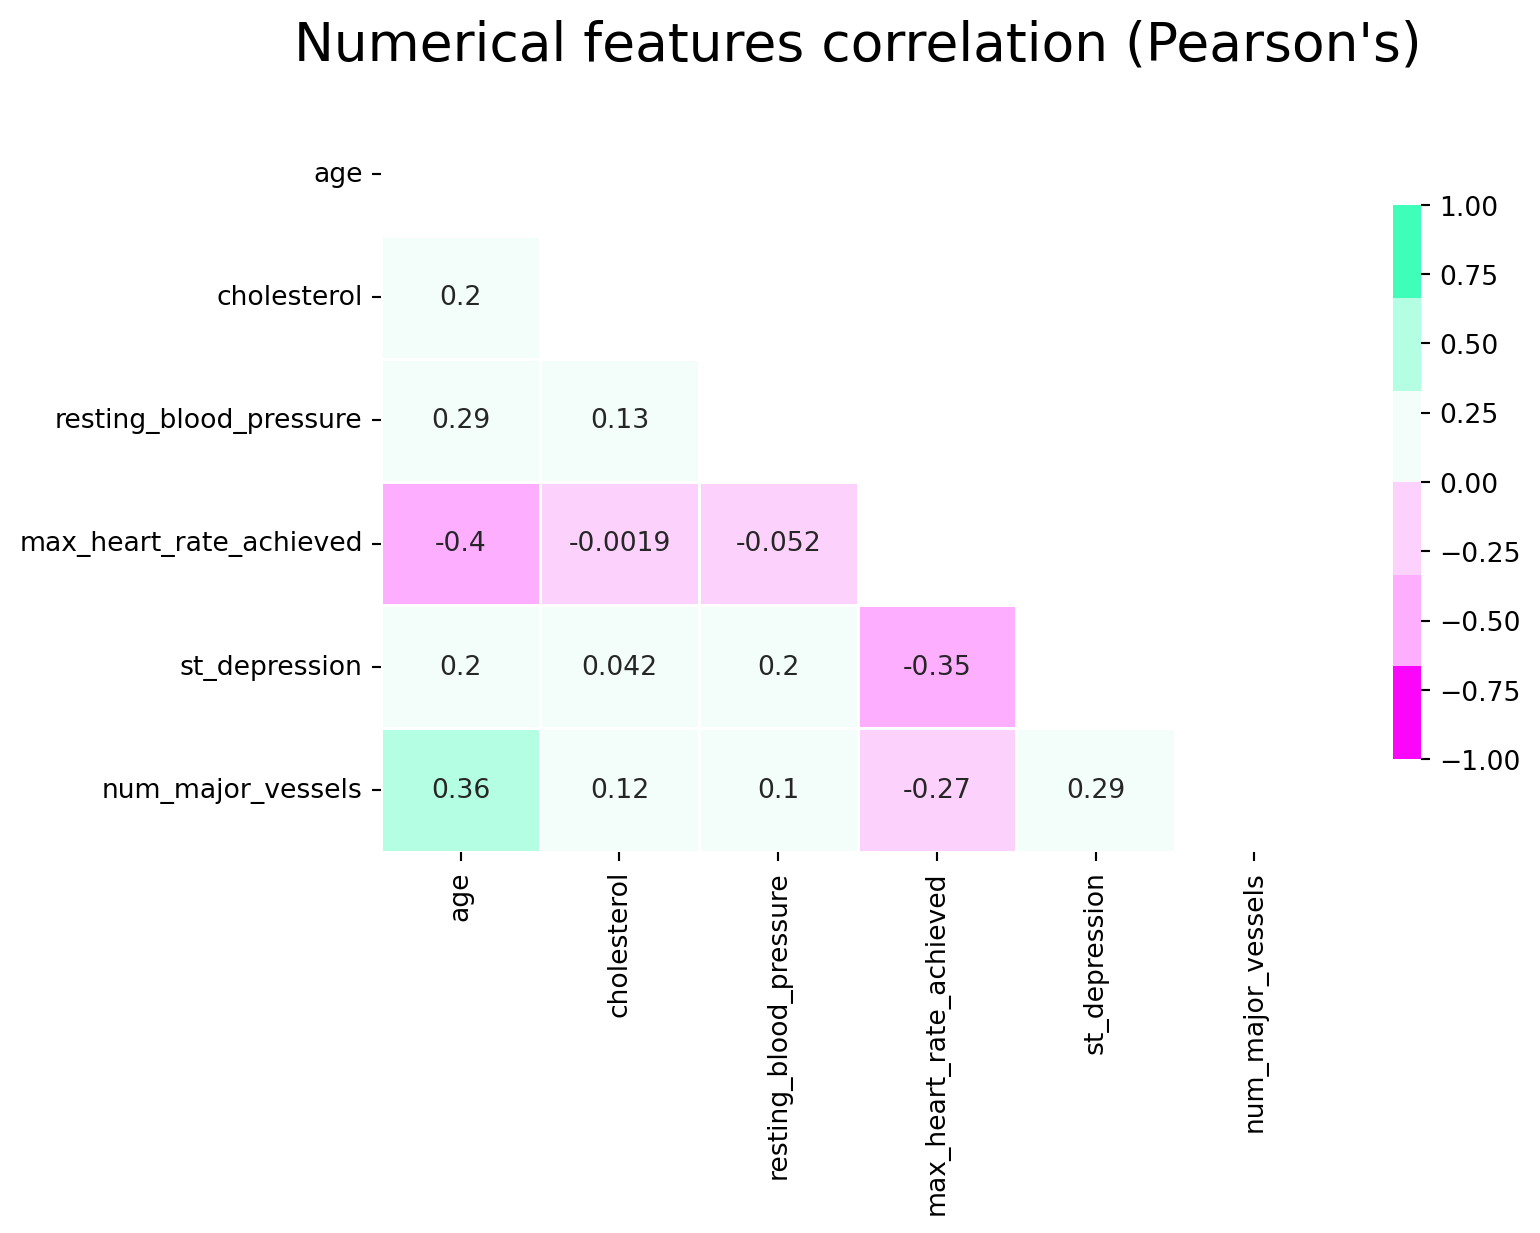 Numerical features correlation (Pearson's)
age
cholesterol 0.2
resting_blood_pressure 0.29 0.13
max_heart_rate_achieved -0.4 -0.0019 -0.052
st_depression 0.2 0.042 0.2 -0.35
num_major_vessels 0.36 0.12 0.1 -0.27 0.29
age
cholesterol
resting_blood_pressure
max_heart_rate_achieved
st_depression
num_major_vessels
1.00
0.75
0.50
0.25
0.00
−0.25
−0.50
−0.75
−1.00